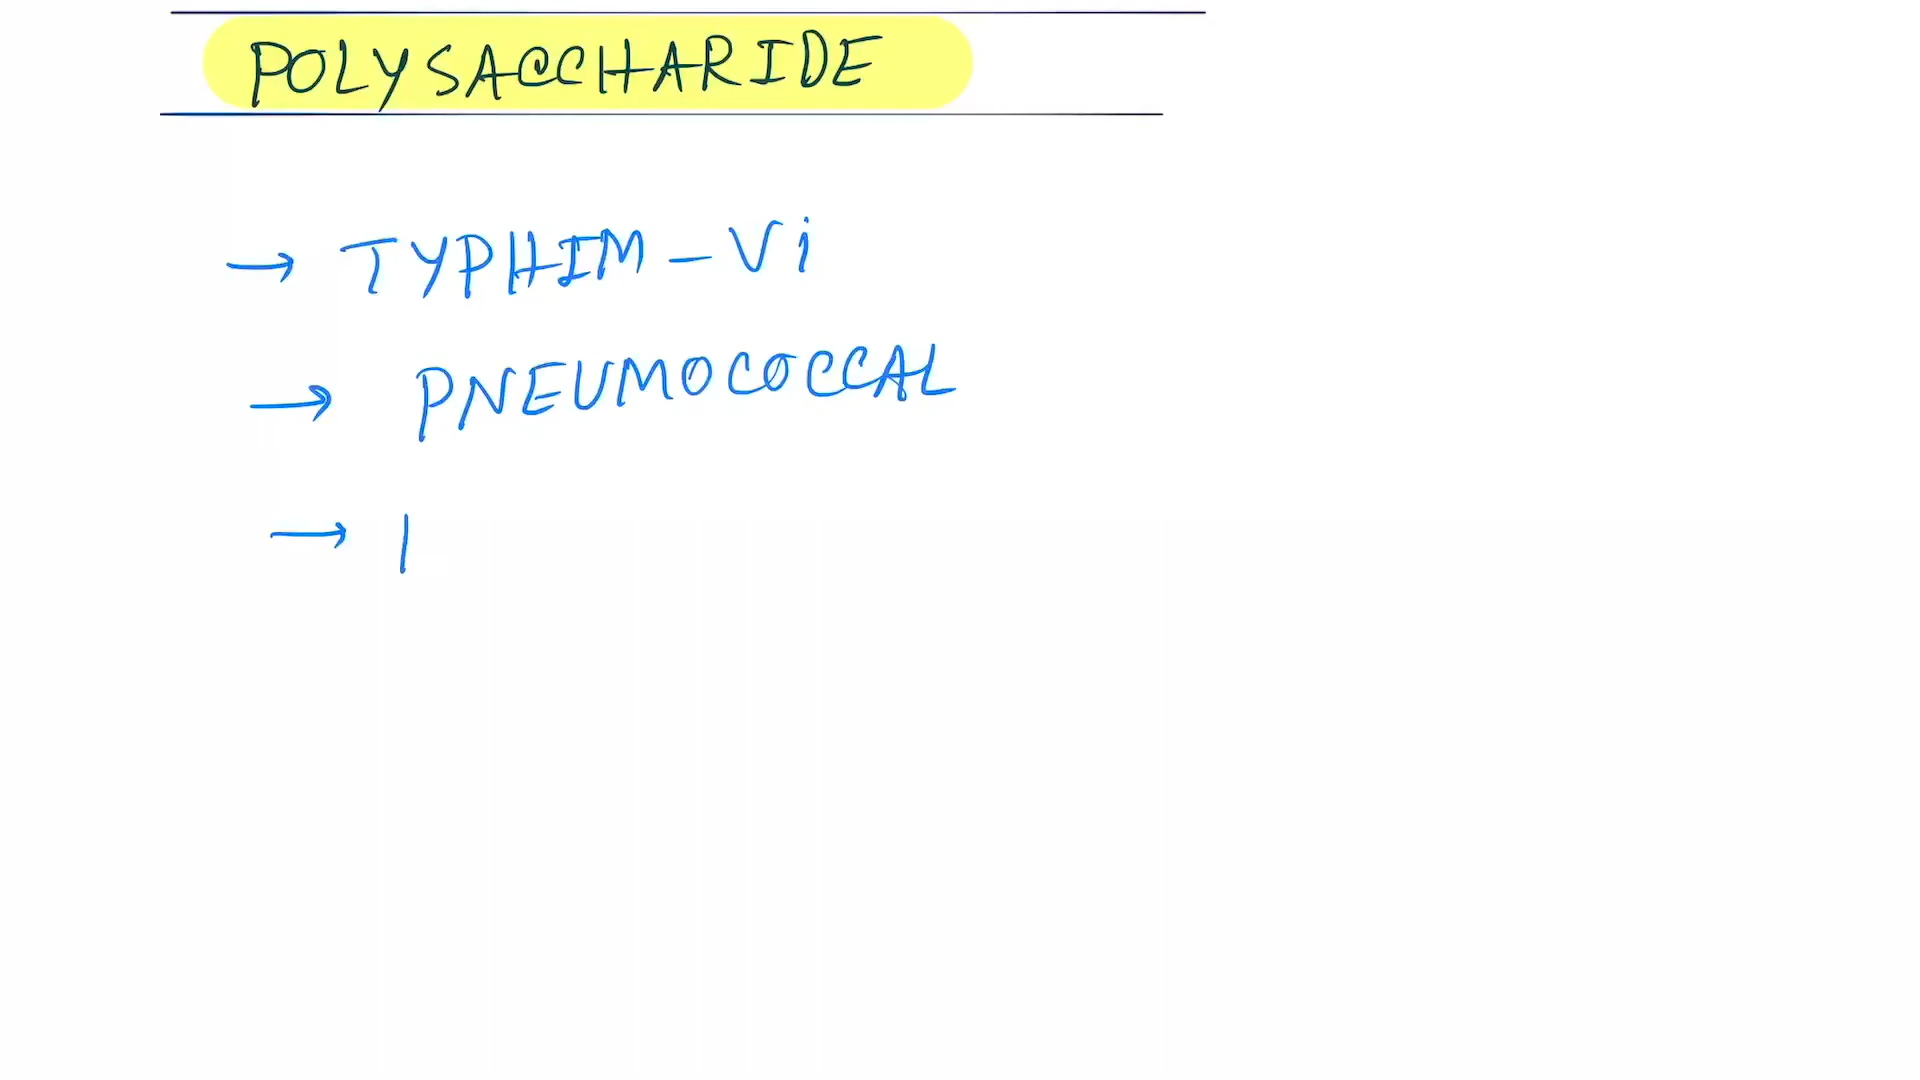 POLYSACCHARIDE
→ TYPHIM - Vi
→ PNEUMOCOCCAL
→